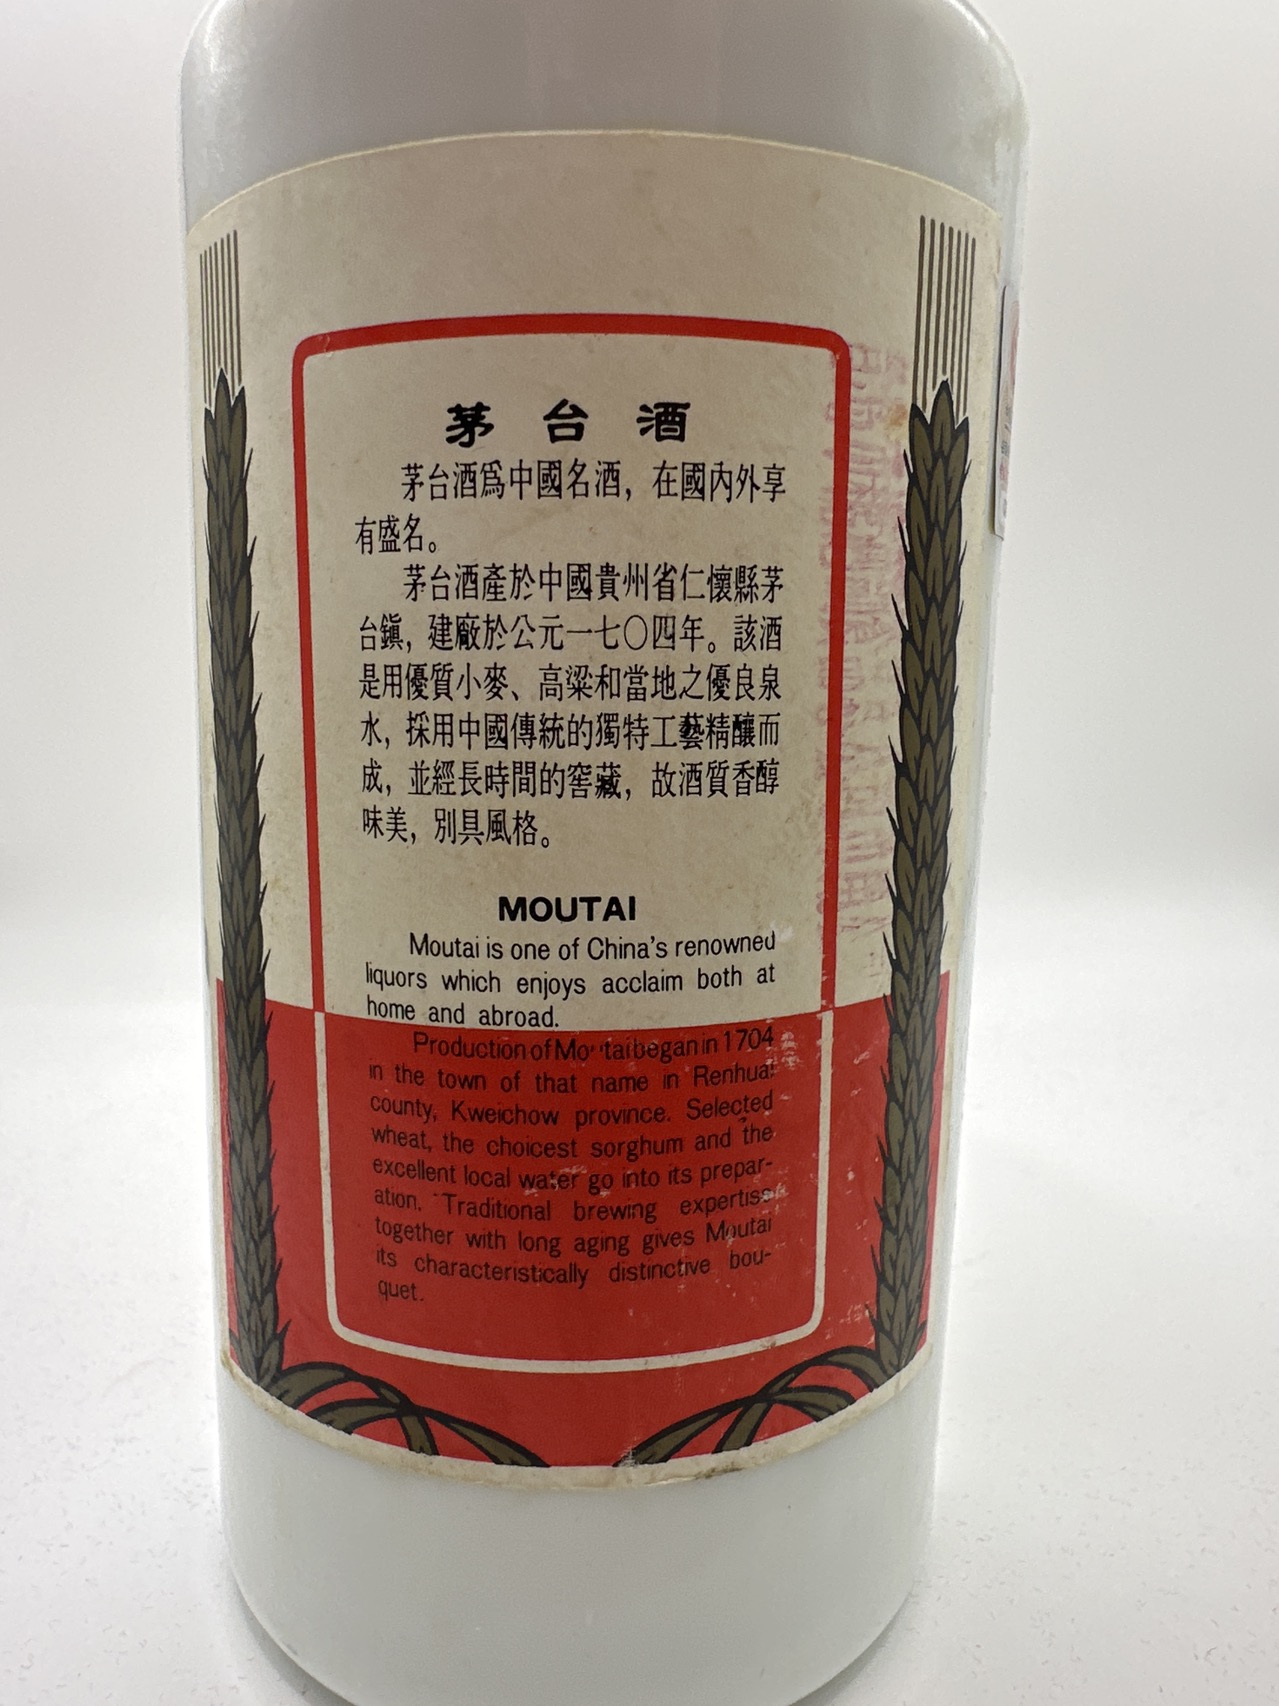 茅台酒
茅台酒爲中國名酒，在國內外享
有盛名。
茅台酒產於中國貴州省仁懷縣茅
台鎮，建廠於公元一七〇四年。該酒
是用優質小麥、高粱和當地之優良泉
水，採用中國傳統的獨特工藝精釀而
成，並經長時間的窖藏，故酒質香醇
味美，別具風格。
MOUTAI
Moutai is one of China's renowned
liquors which enjoys acclaim both at
home and abroad.
Production of Moutai began in 1704
in the town of that name in Renhuai
county, Kweichow province. Selected
wheat, the choicest sorghum and the
excellent local water go into its prepar-
ation. Traditional brewing expertise
together with long aging gives Moutai
its characteristically distinctive bou-
quet.